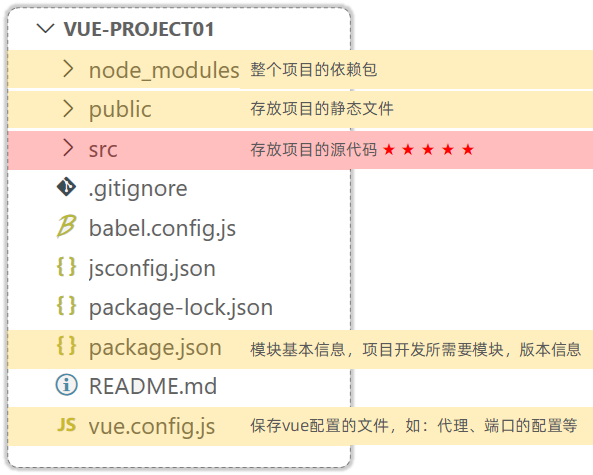 VUE-PROJECT01
node_modules 整个项目的依赖包
public 存放项目的静态文件
src 存放项目的源代码 ★ ★ ★ ★ ★
.gitignore
babel.config.js
jsconfig.json
package-lock.json
package.json 模块基本信息，项目开发所需要模块，版本信息
README.md
JS vue.config.js 保存vue配置的文件，如：代理、端口的配置等